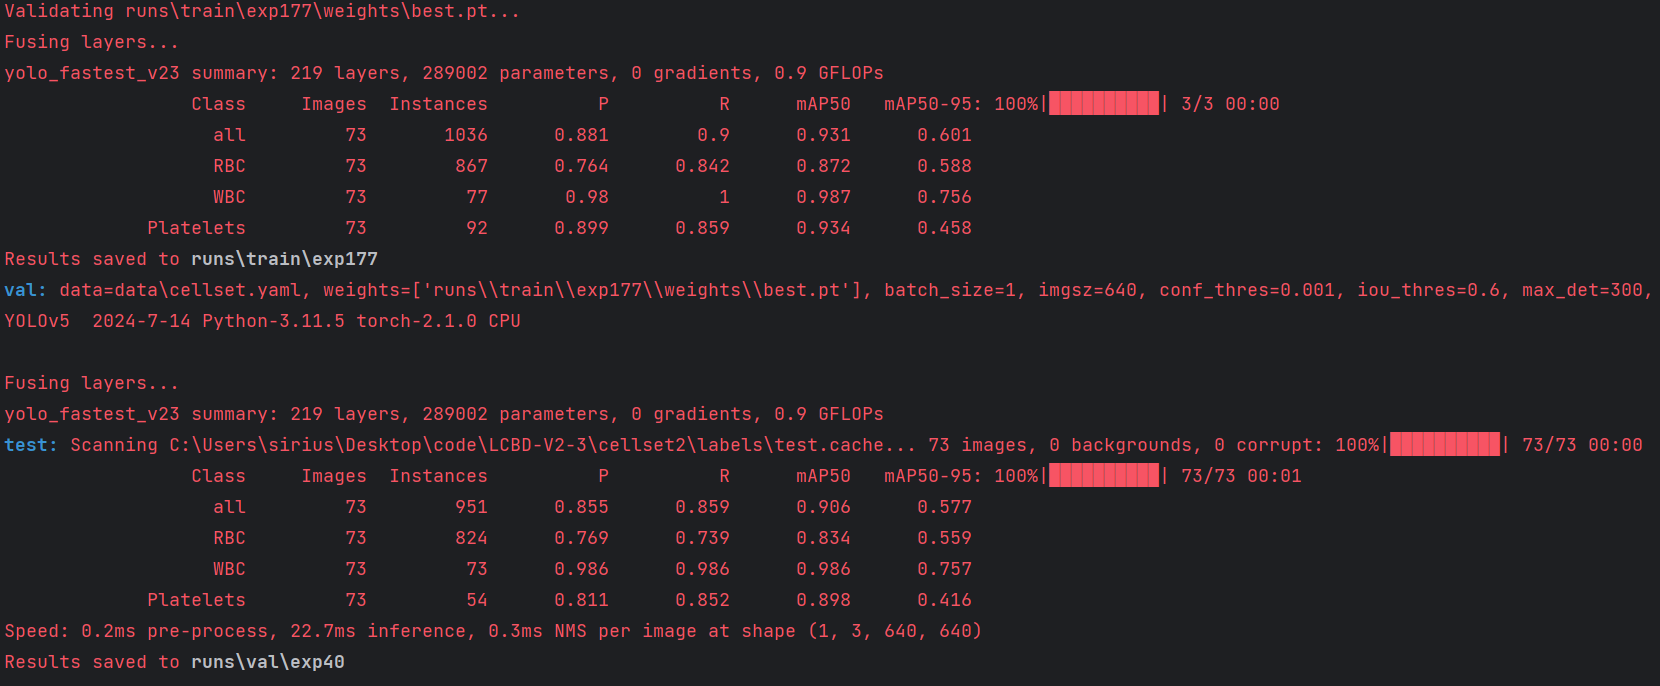 Validating runs\train\exp177\weights\best.pt...
Fusing layers...
yolo_fastest_v23 summary: 219 layers, 289002 parameters, 0 gradients, 0.9 GFLOPs
Class Images Instances P R mAP50 mAP50-95: 100%|██████████| 3/3 00:00
all 73 1036 0.881 0.9 0.931 0.601
RBC 73 867 0.764 0.842 0.872 0.588
WBC 73 77 0.98 1 0.987 0.756
Platelets 73 92 0.899 0.859 0.934 0.458
Results saved to runs\train\exp177
val: data=data\cellset.yaml, weights=['runs\\train\\exp177\\weights\\best.pt'], batch_size=1, imgsz=640, conf_thres=0.001, iou_thres=0.6, max_det=300,
YOLOv5 2024-7-14 Python-3.11.5 torch-2.1.0 CPU
Fusing layers...
yolo_fastest_v23 summary: 219 layers, 289002 parameters, 0 gradients, 0.9 GFLOPs
test: Scanning C:\Users\sirius\Desktop\code\LCBD-V2-3\cellset2\labels\test.cache... 73 images, 0 backgrounds, 0 corrupt: 100%|██████████| 73/73 00:00
Class Images Instances P R mAP50 mAP50-95: 100%|██████████| 73/73 00:01
all 73 951 0.855 0.859 0.906 0.577
RBC 73 824 0.769 0.739 0.834 0.559
WBC 73 73 0.986 0.986 0.986 0.757
Platelets 73 54 0.811 0.852 0.898 0.416
Speed: 0.2ms pre-process, 22.7ms inference, 0.3ms NMS per image at shape (1, 3, 640, 640)
Results saved to runs\val\exp40